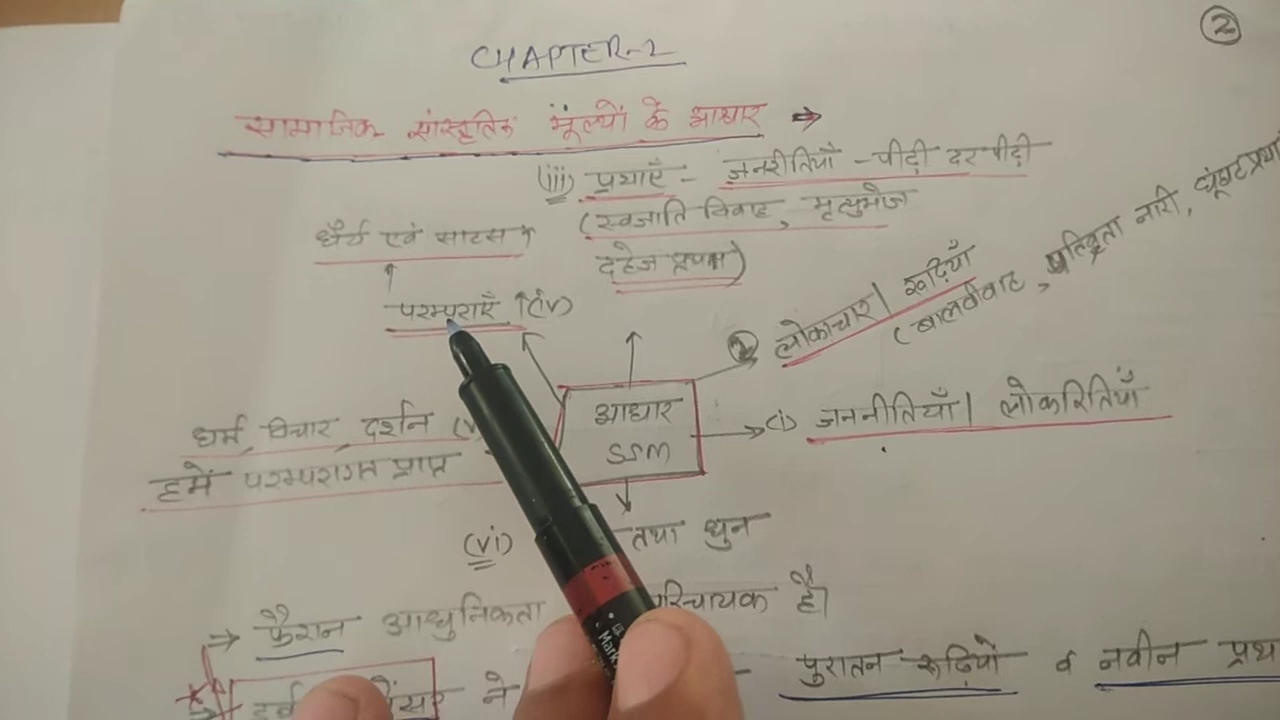 2
CHAPTER-2
सामाजिक सांस्कृतिक मूल्यों के आधार →
(iii) प्रथाएँ - जनरीतियाँ - पीढ़ी दर पीढ़ी
(स्वजाति विवाह, मृत्युभोज
दहेज प्रथा)
धैर्य एवं साहस
परम्पराएँ (iv)
लोकाचार / रूढ़ियाँ
(बालविवाह, पतिव्रता नारी, घूंघटप्रथा
(i) जननीतियाँ / लोकरितियाँ
आधार
SSM
धर्म, विचार, दर्शन
हमें परम्परागत प्राप्त
(vi) तथा धुन
→ फैशन आधुनिकता परिचायक है।
ने पुरातन रूढ़ियो व नवीन प्रथ